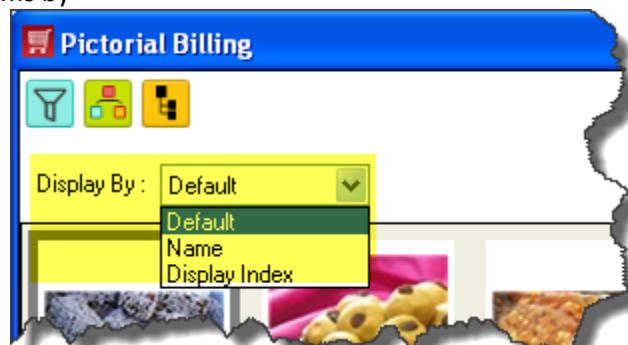 Pictorial Billing
Display By : Default
Default
Name
Display Index